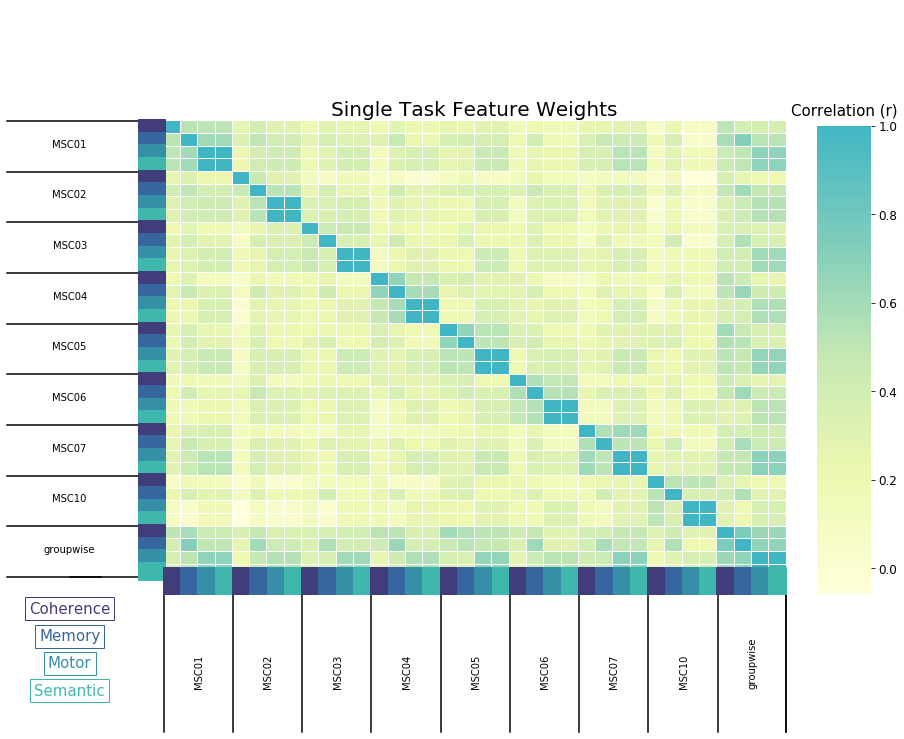 Single Task Feature Weights
Correlation (r)
1.0
0.8
0.6
0.4
0.2
0.0
MSC01
MSC02
MSC03
MSC04
MSC05
MSC06
MSC07
MSC10
groupwise
Coherence
Memory
Motor
Semantic
MSC01
MSC02
MSC03
MSC04
MSC05
MSC06
MSC07
MSC10
groupwise